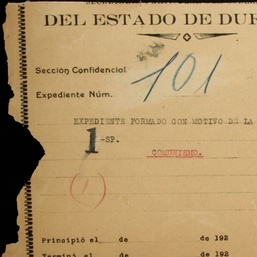 DEL ESTADO DE DUR
Sección Confidencial.
101
Expediente Núm.
EXPEDIENTE FORMADO CON MOTIVO DE LA
1-SP.
COMUNISMO.
1
Principió el de de 192
Terminó el de de 192